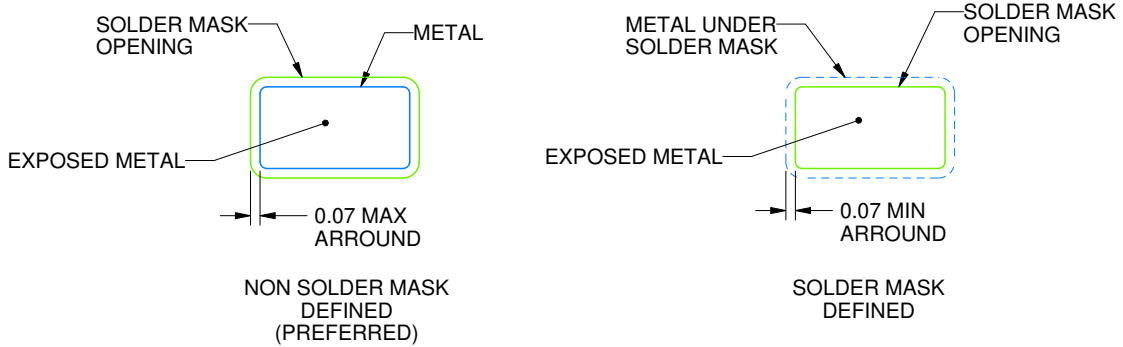 SOLDER MASK
OPENING
METAL
EXPOSED METAL
0.07 MAX
ARROUND
NON SOLDER MASK
DEFINED
(PREFERRED)
METAL UNDER
SOLDER MASK
SOLDER MASK
OPENING
EXPOSED METAL
0.07 MIN
ARROUND
SOLDER MASK
DEFINED